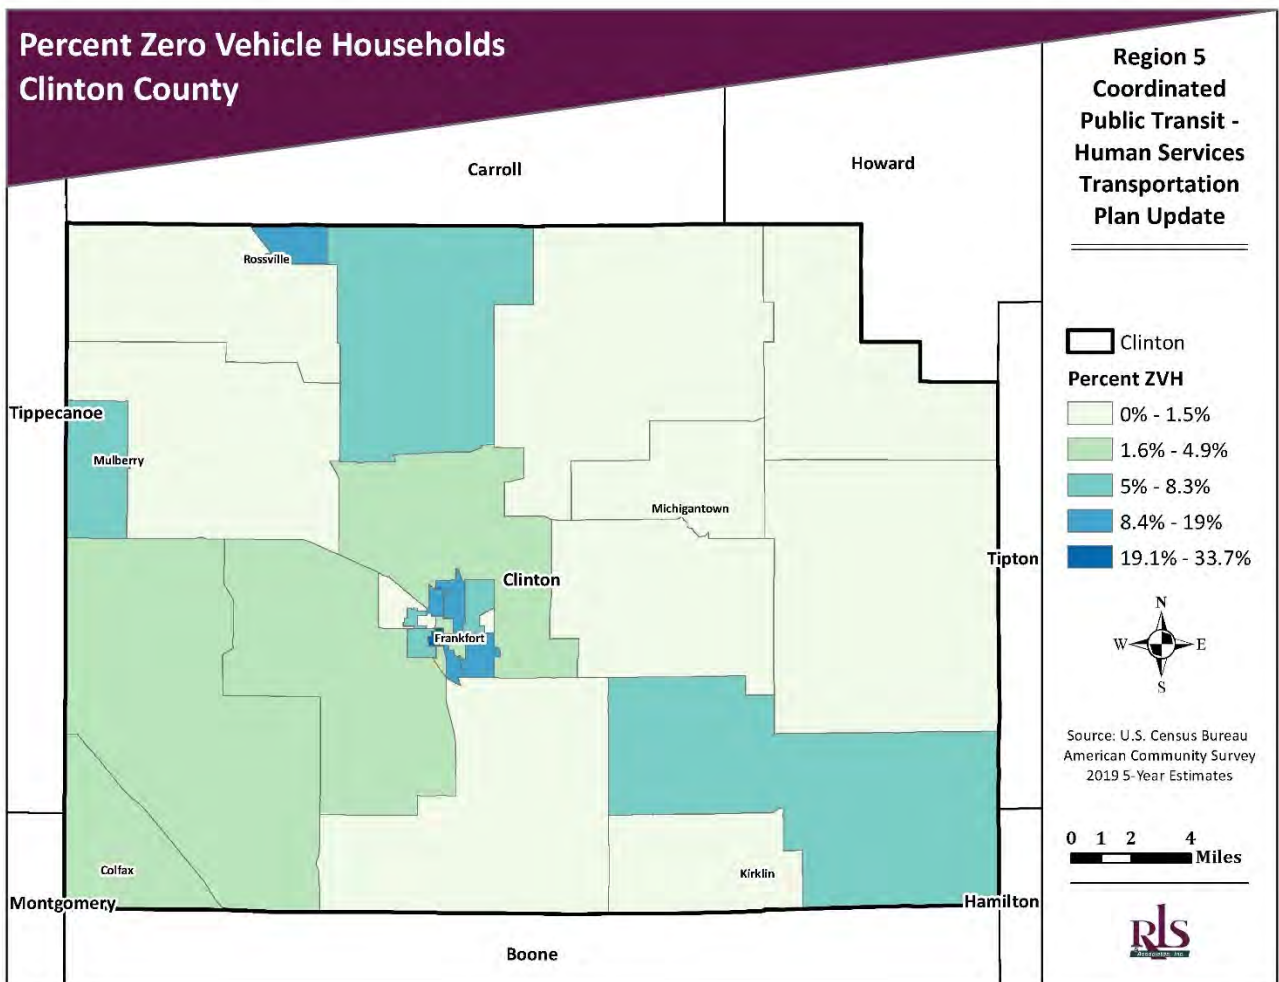 Percent Zero Vehicle Households
Clinton County
Region 5
Coordinated
Public Transit -
Human Services
Transportation
Plan Update
Carroll
Howard
Rossville
Tippecanoe
Mulberry
Michigantown
Clinton
Tipton
Frankfort
Colfax
Kirklin
Montgomery
Hamilton
Boone
Clinton
Percent ZVH
0% - 1.5%
1.6% - 4.9%
5% - 8.3%
8.4% - 19%
19.1% - 33.7%
N
W E
S
Source: U.S. Census Bureau
American Community Survey
2019 5-Year Estimates
0 1 2 4
Miles
RLS
& Associates, Inc.